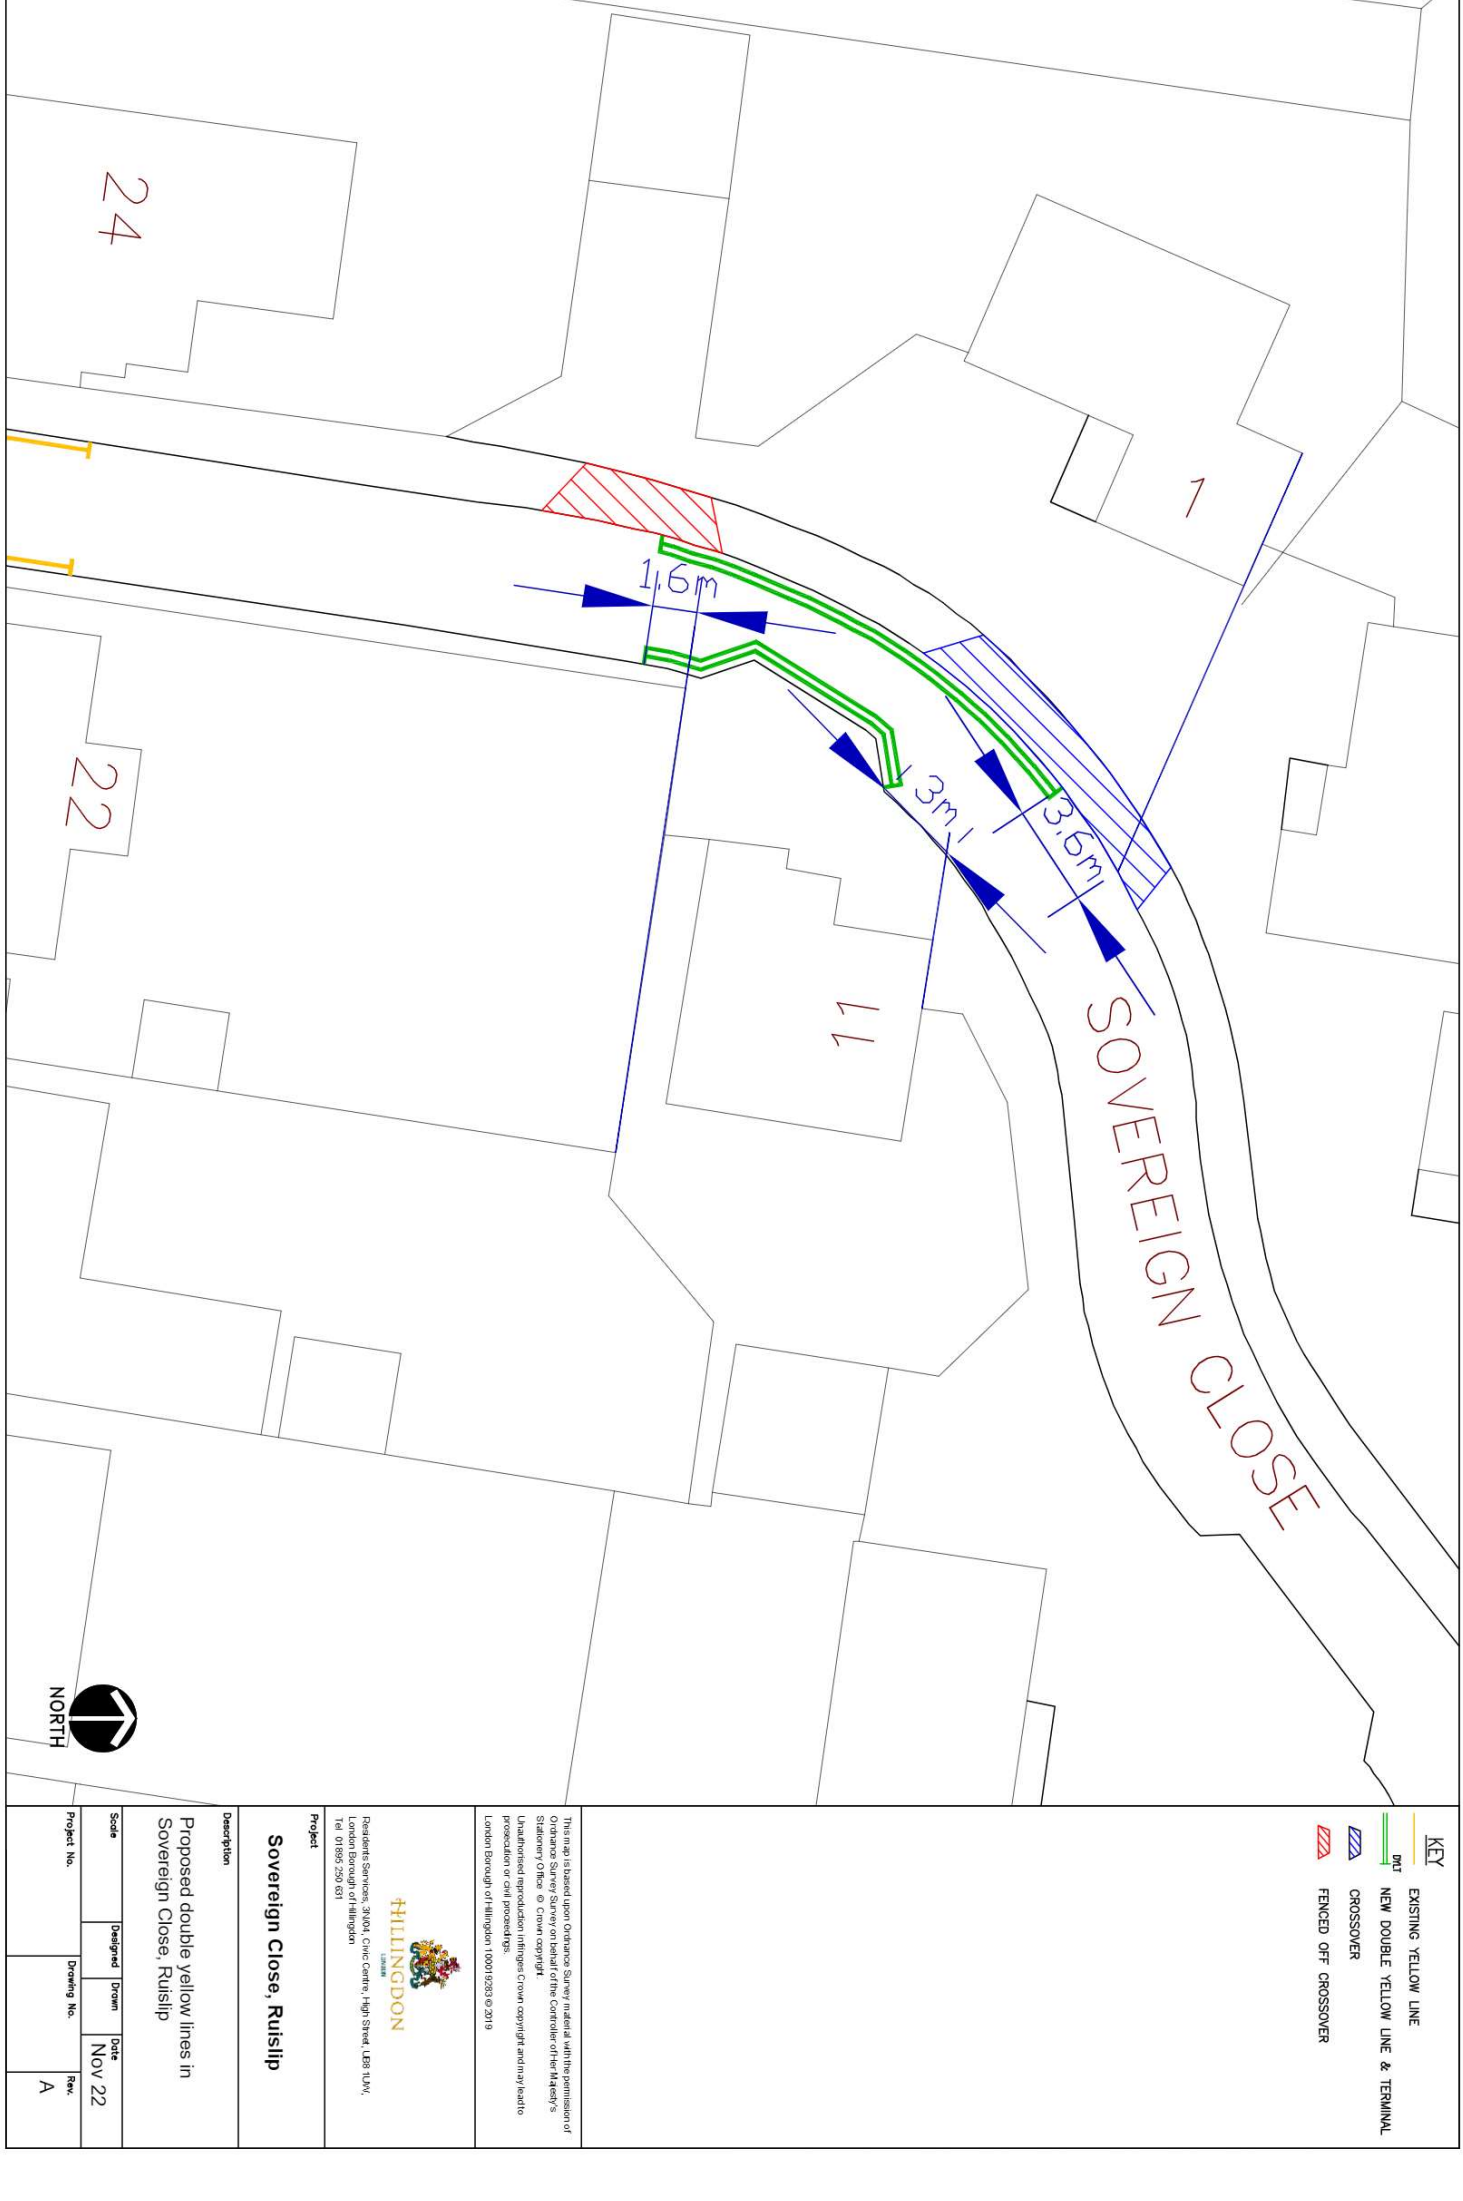 24
1
22
11
1.6m
3m
3.6m
SOVEREIGN CLOSE
NORTH
KEY
EXISTING YELLOW LINE
DYLT
NEW DOUBLE YELLOW LINE & TERMINAL
CROSSOVER
FENCED OFF CROSSOVER
This map is based upon Ordnance Survey material with the permission of
Ordnance Survey Survey on behalf of the Controller of Her Majesty's
Stationery Office © Crown copyright.
Unauthorised reproduction infringes Crown copyright and may lead to
prosecution or civil proceedings.
London Borough of Hillingdon 100019283 © 2019
HILLINGDON
LONDON
Residents Services, 3N/04, Civic Centre, High Street, UB8 1UW,
London Borough of Hillingdon
Tel 01895 250 631
Project
Sovereign Close, Ruislip
Description
Proposed double yellow lines in
Sovereign Close, Ruislip
Scale
Designed
Drawn
Date
Nov 22
Project No.
Drawing No.
Rev.
A